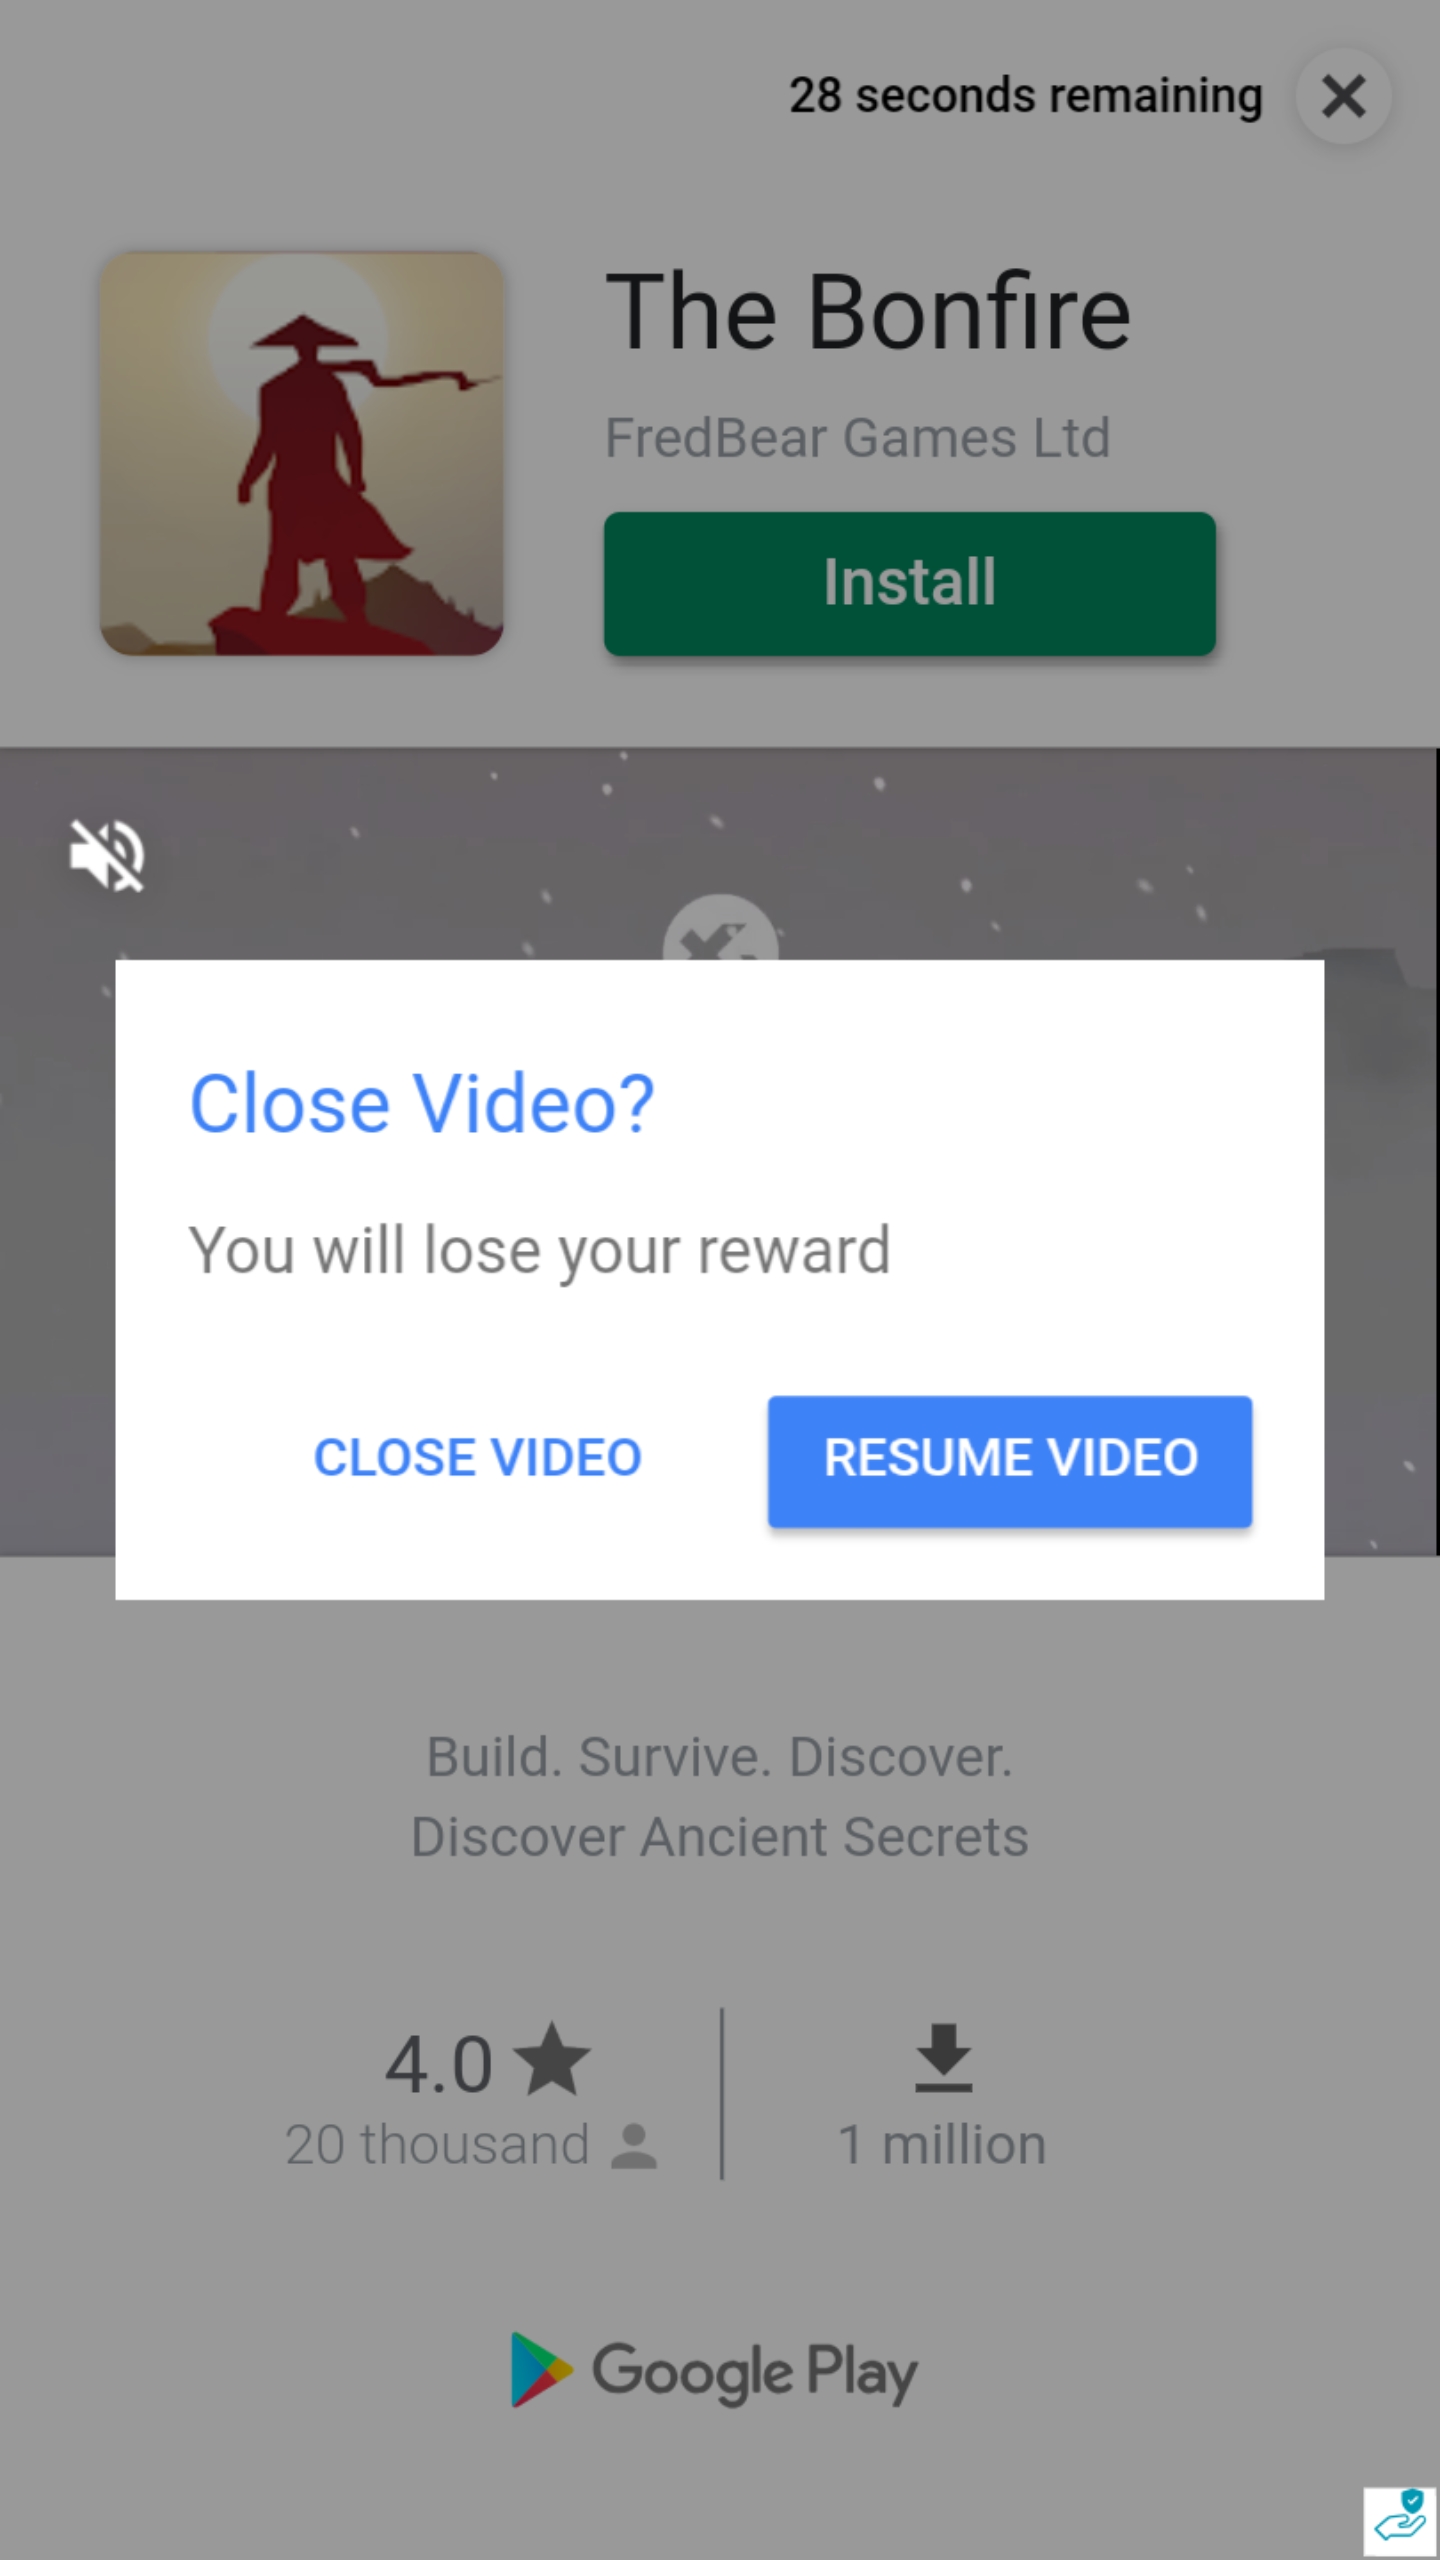 28 seconds remaining
The Bonfire
FredBear Games Ltd
Install
Close Video?
You will lose your reward
CLOSE VIDEO
RESUME VIDEO
Build. Survive. Discover.
Discover Ancient Secrets
4.0
20 thousand
1 million
Google Play